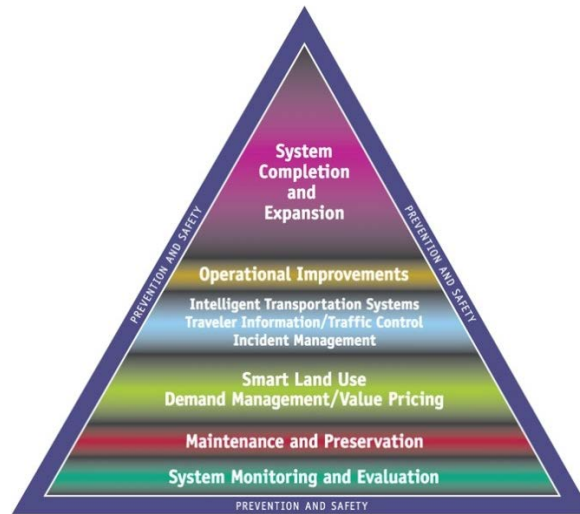 System
Completion
and
Expansion
PREVENTION AND SAFETY
PREVENTION AND SAFETY
Operational Improvements
Intelligent Transportation Systems
Traveler Information/Traffic Control
Incident Management
Smart Land Use
Demand Management/Value Pricing
Maintenance and Preservation
System Monitoring and Evaluation
PREVENTION AND SAFETY